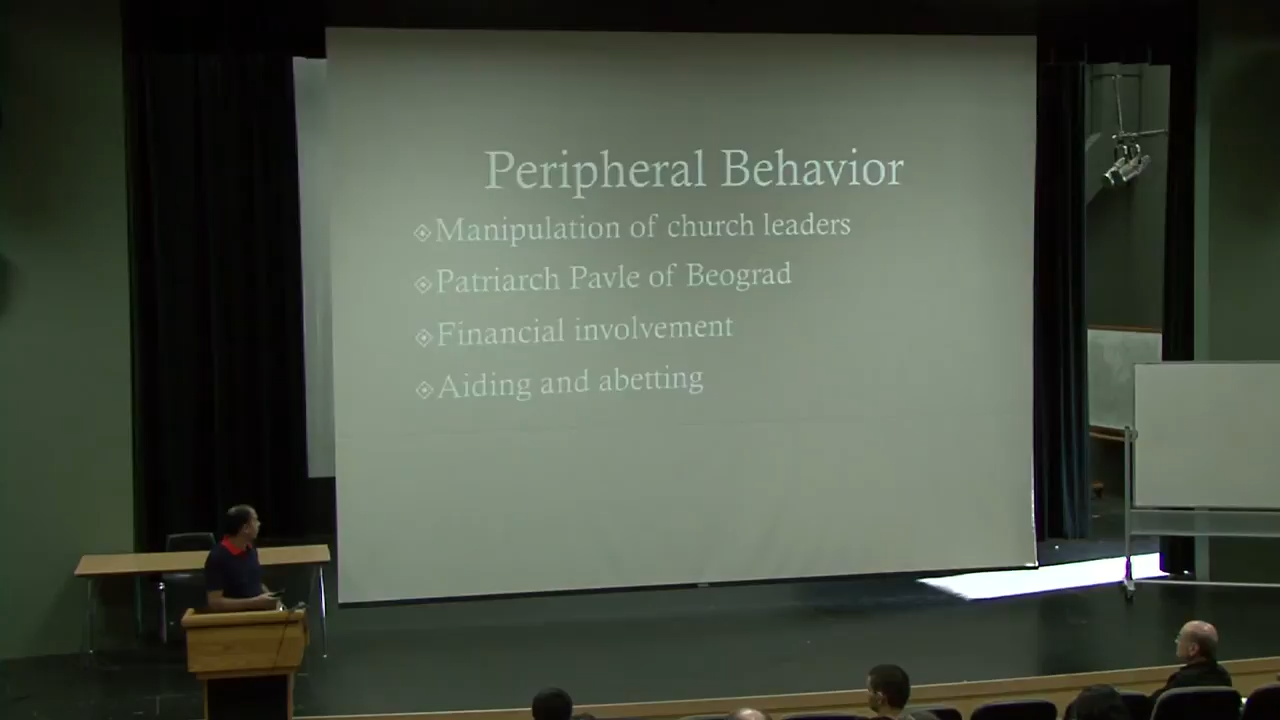 Peripheral Behavior
Manipulation of church leaders
Patriarch Pavle of Beograd
Financial involvement
Aiding and abetting